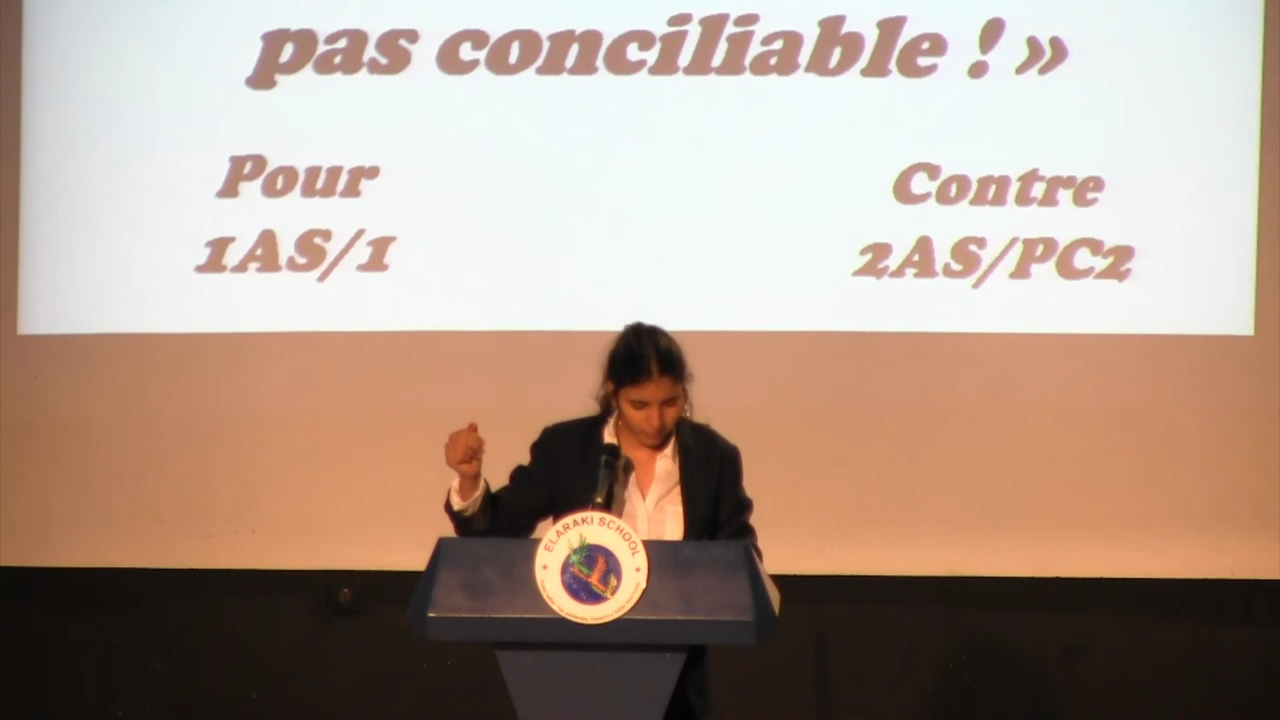 pas conciliable ! »
Pour
Contre
1AS/1
2AS/PC2
ELARAKI SCHOOL